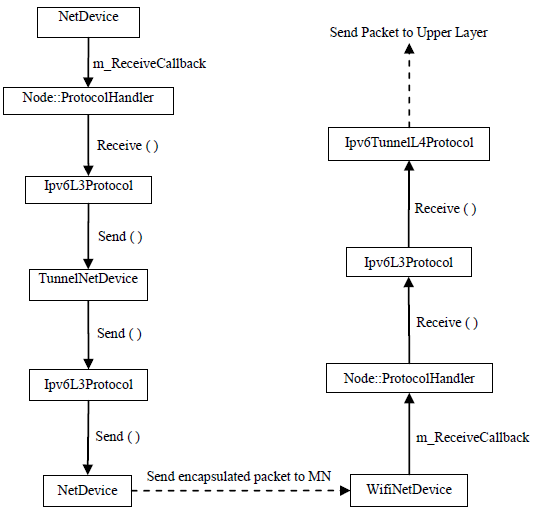 NetDevice
m_ReceiveCallback
Node::ProtocolHandler
Receive ( )
Ipv6L3Protocol
Send ( )
TunnelNetDevice
Send ( )
Ipv6L3Protocol
Send ( )
NetDevice
Send encapsulated packet to MN
WifiNetDevice
m_ReceiveCallback
Node::ProtocolHandler
Receive ( )
Ipv6L3Protocol
Receive ( )
Ipv6TunnelL4Protocol
Send Packet to Upper Layer